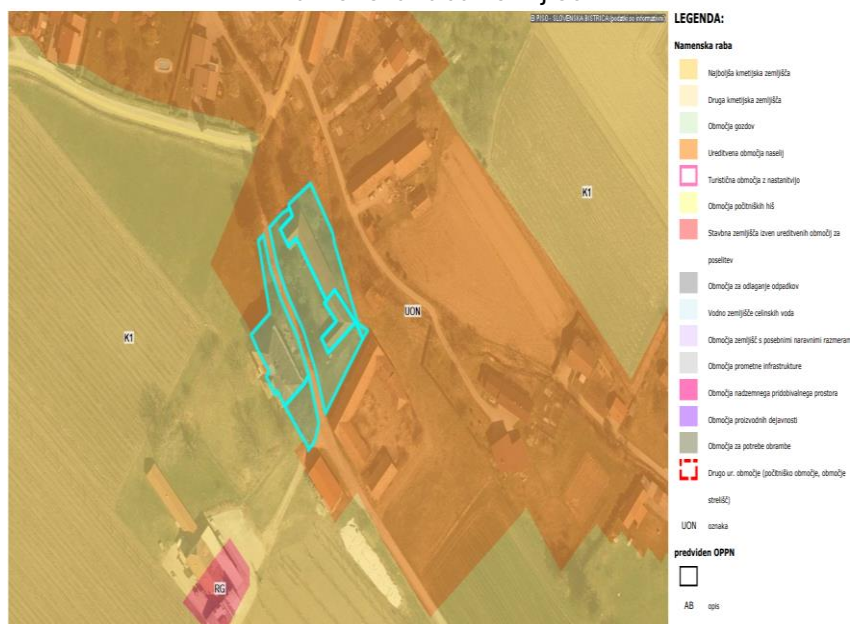 © PISO - SLOVENSKA BISTRICA (podatki so informativni)
K1
K1
UON
RG
LEGENDA:
Namenska raba
Najboljša kmetijska zemljišča
Druga kmetijska zemljišča
Območja gozdov
Ureditvena območja naselij
Turistična območja z nastanitvijo
Območja počitniških hiš
Stavbna zemljišča izven ureditvenih območij za
poselitev
Območja za odlaganje odpadkov
Vodno zemljišče celinskih voda
Območja zemljišč s posebnimi naravnimi razmeram
Območja prometne infrastrukture
Območja nadzemnega pridobivalnega prostora
Območja proizvodnih dejavnosti
Območja za potrebe obrambe
Drugo ur. območje (počitniško območje, območje
strelišč)
UON oznaka
predviden OPPN
AB opis